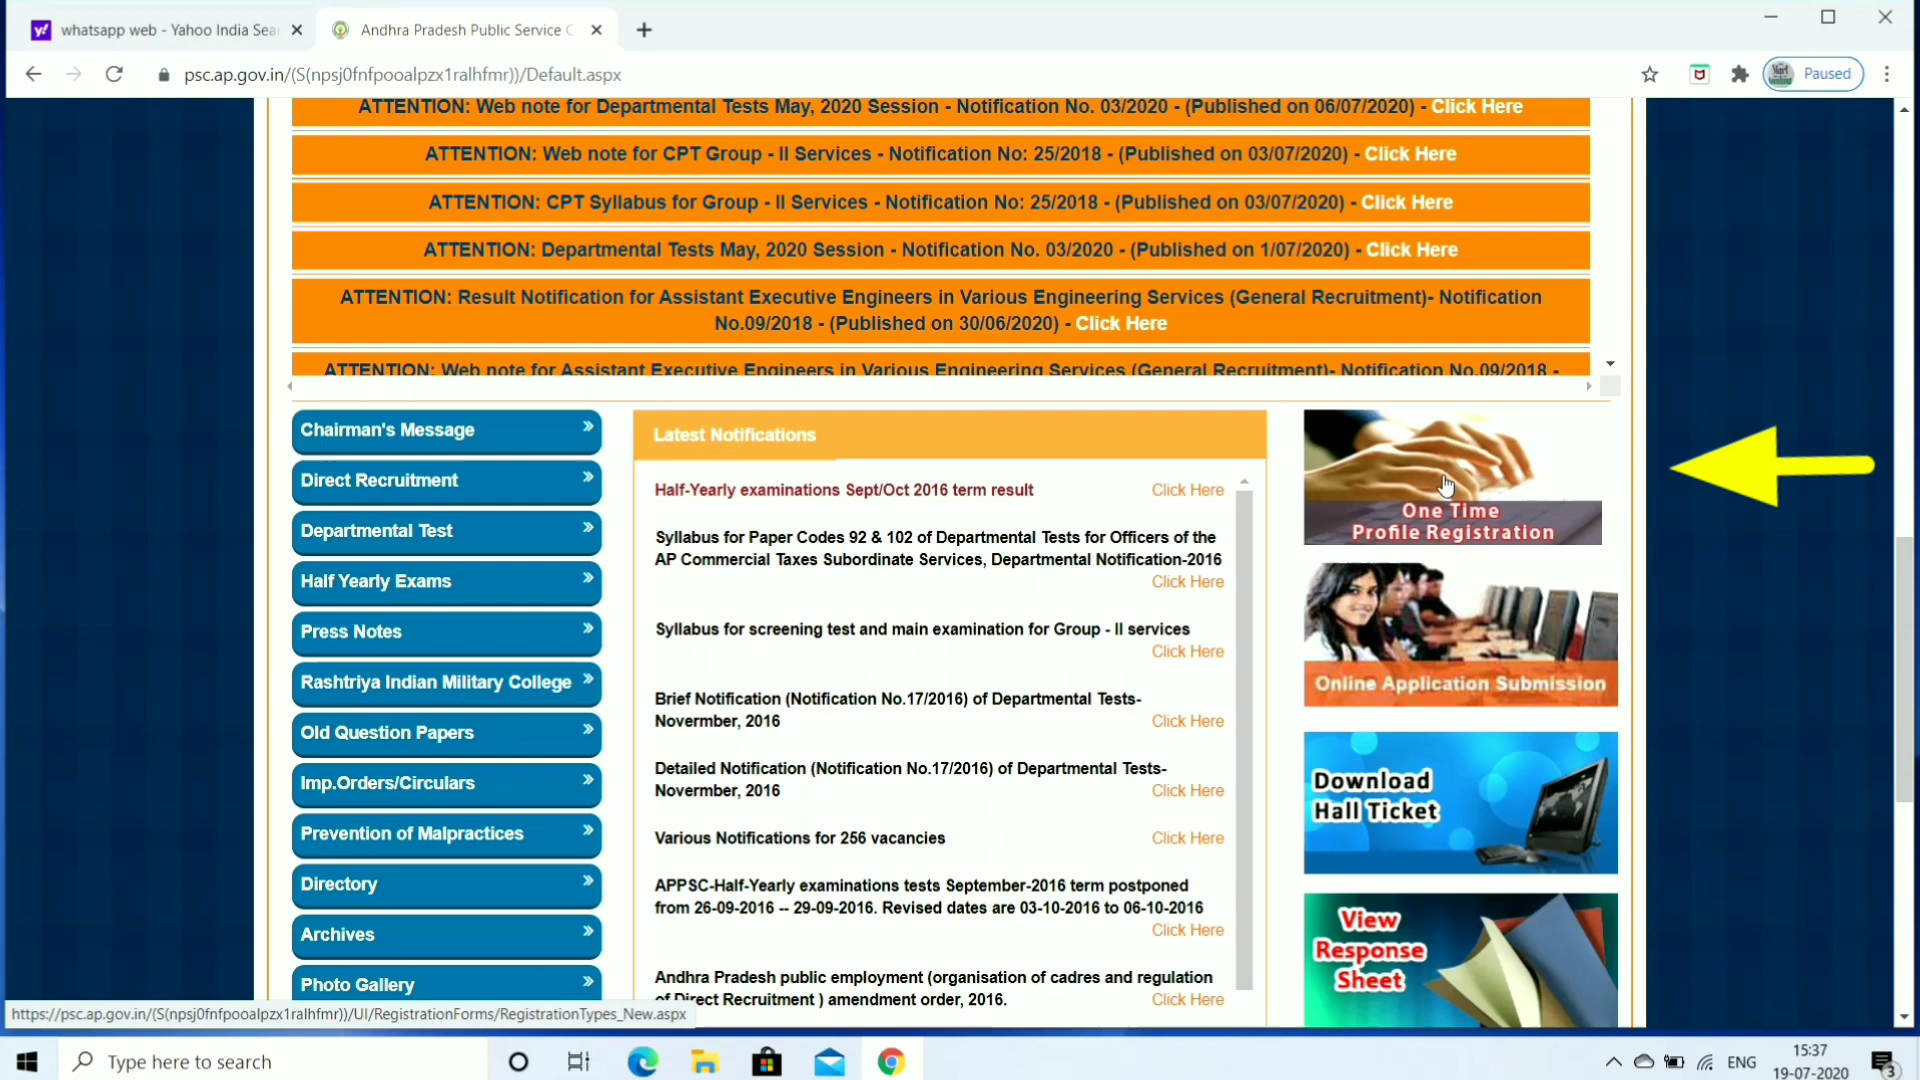 whatsapp web - Yahoo India Sea
Andhra Pradesh Public Service C
psc.ap.gov.in/(S(npsj0fnfpooalpzx1ralhfmr))/Default.aspx
Paused
ATTENTION: Web note for Departmental Tests May, 2020 Session - Notification No. 03/2020 - (Published on 06/07/2020) - Click Here
ATTENTION: Web note for CPT Group - II Services - Notification No: 25/2018 - (Published on 03/07/2020) - Click Here
ATTENTION: CPT Syllabus for Group - II Services - Notification No: 25/2018 - (Published on 03/07/2020) - Click Here
ATTENTION: Departmental Tests May, 2020 Session - Notification No. 03/2020 - (Published on 1/07/2020) - Click Here
ATTENTION: Result Notification for Assistant Executive Engineers in Various Engineering Services (General Recruitment)- Notification
No.09/2018 - (Published on 30/06/2020) - Click Here
ATTENTION: Web note for Assistant Executive Engineers in Various Engineering Services (General Recruitment)- Notification No.09/2018 -
Chairman's Message
Direct Recruitment
Departmental Test
Half Yearly Exams
Press Notes
Rashtriya Indian Military College
Old Question Papers
Imp.Orders/Circulars
Prevention of Malpractices
Directory
Archives
Photo Gallery
Latest Notifications
Half-Yearly examinations Sept/Oct 2016 term result Click Here
Syllabus for Paper Codes 92 & 102 of Departmental Tests for Officers of the
AP Commercial Taxes Subordinate Services, Departmental Notification-2016
Click Here
Syllabus for screening test and main examination for Group - II services
Click Here
Brief Notification (Notification No.17/2016) of Departmental Tests-
Novermber, 2016 Click Here
Detailed Notification (Notification No.17/2016) of Departmental Tests-
Novermber, 2016 Click Here
Various Notifications for 256 vacancies Click Here
APPSC-Half-Yearly examinations tests September-2016 term postponed
from 26-09-2016 -- 29-09-2016. Revised dates are 03-10-2016 to 06-10-2016
Click Here
Andhra Pradesh public employment (organisation of cadres and regulation
of Direct Recruitment ) amendment order, 2016. Click Here
One Time
Profile Registration
Online Application Submission
Download
Hall Ticket
View
Response
Sheet
https://psc.ap.gov.in/(S(npsj0fnfpooalpzx1ralhfmr))/UI/RegistrationForms/RegistrationTypes_New.aspx
Type here to search
ENG
15:37
19-07-2020
3